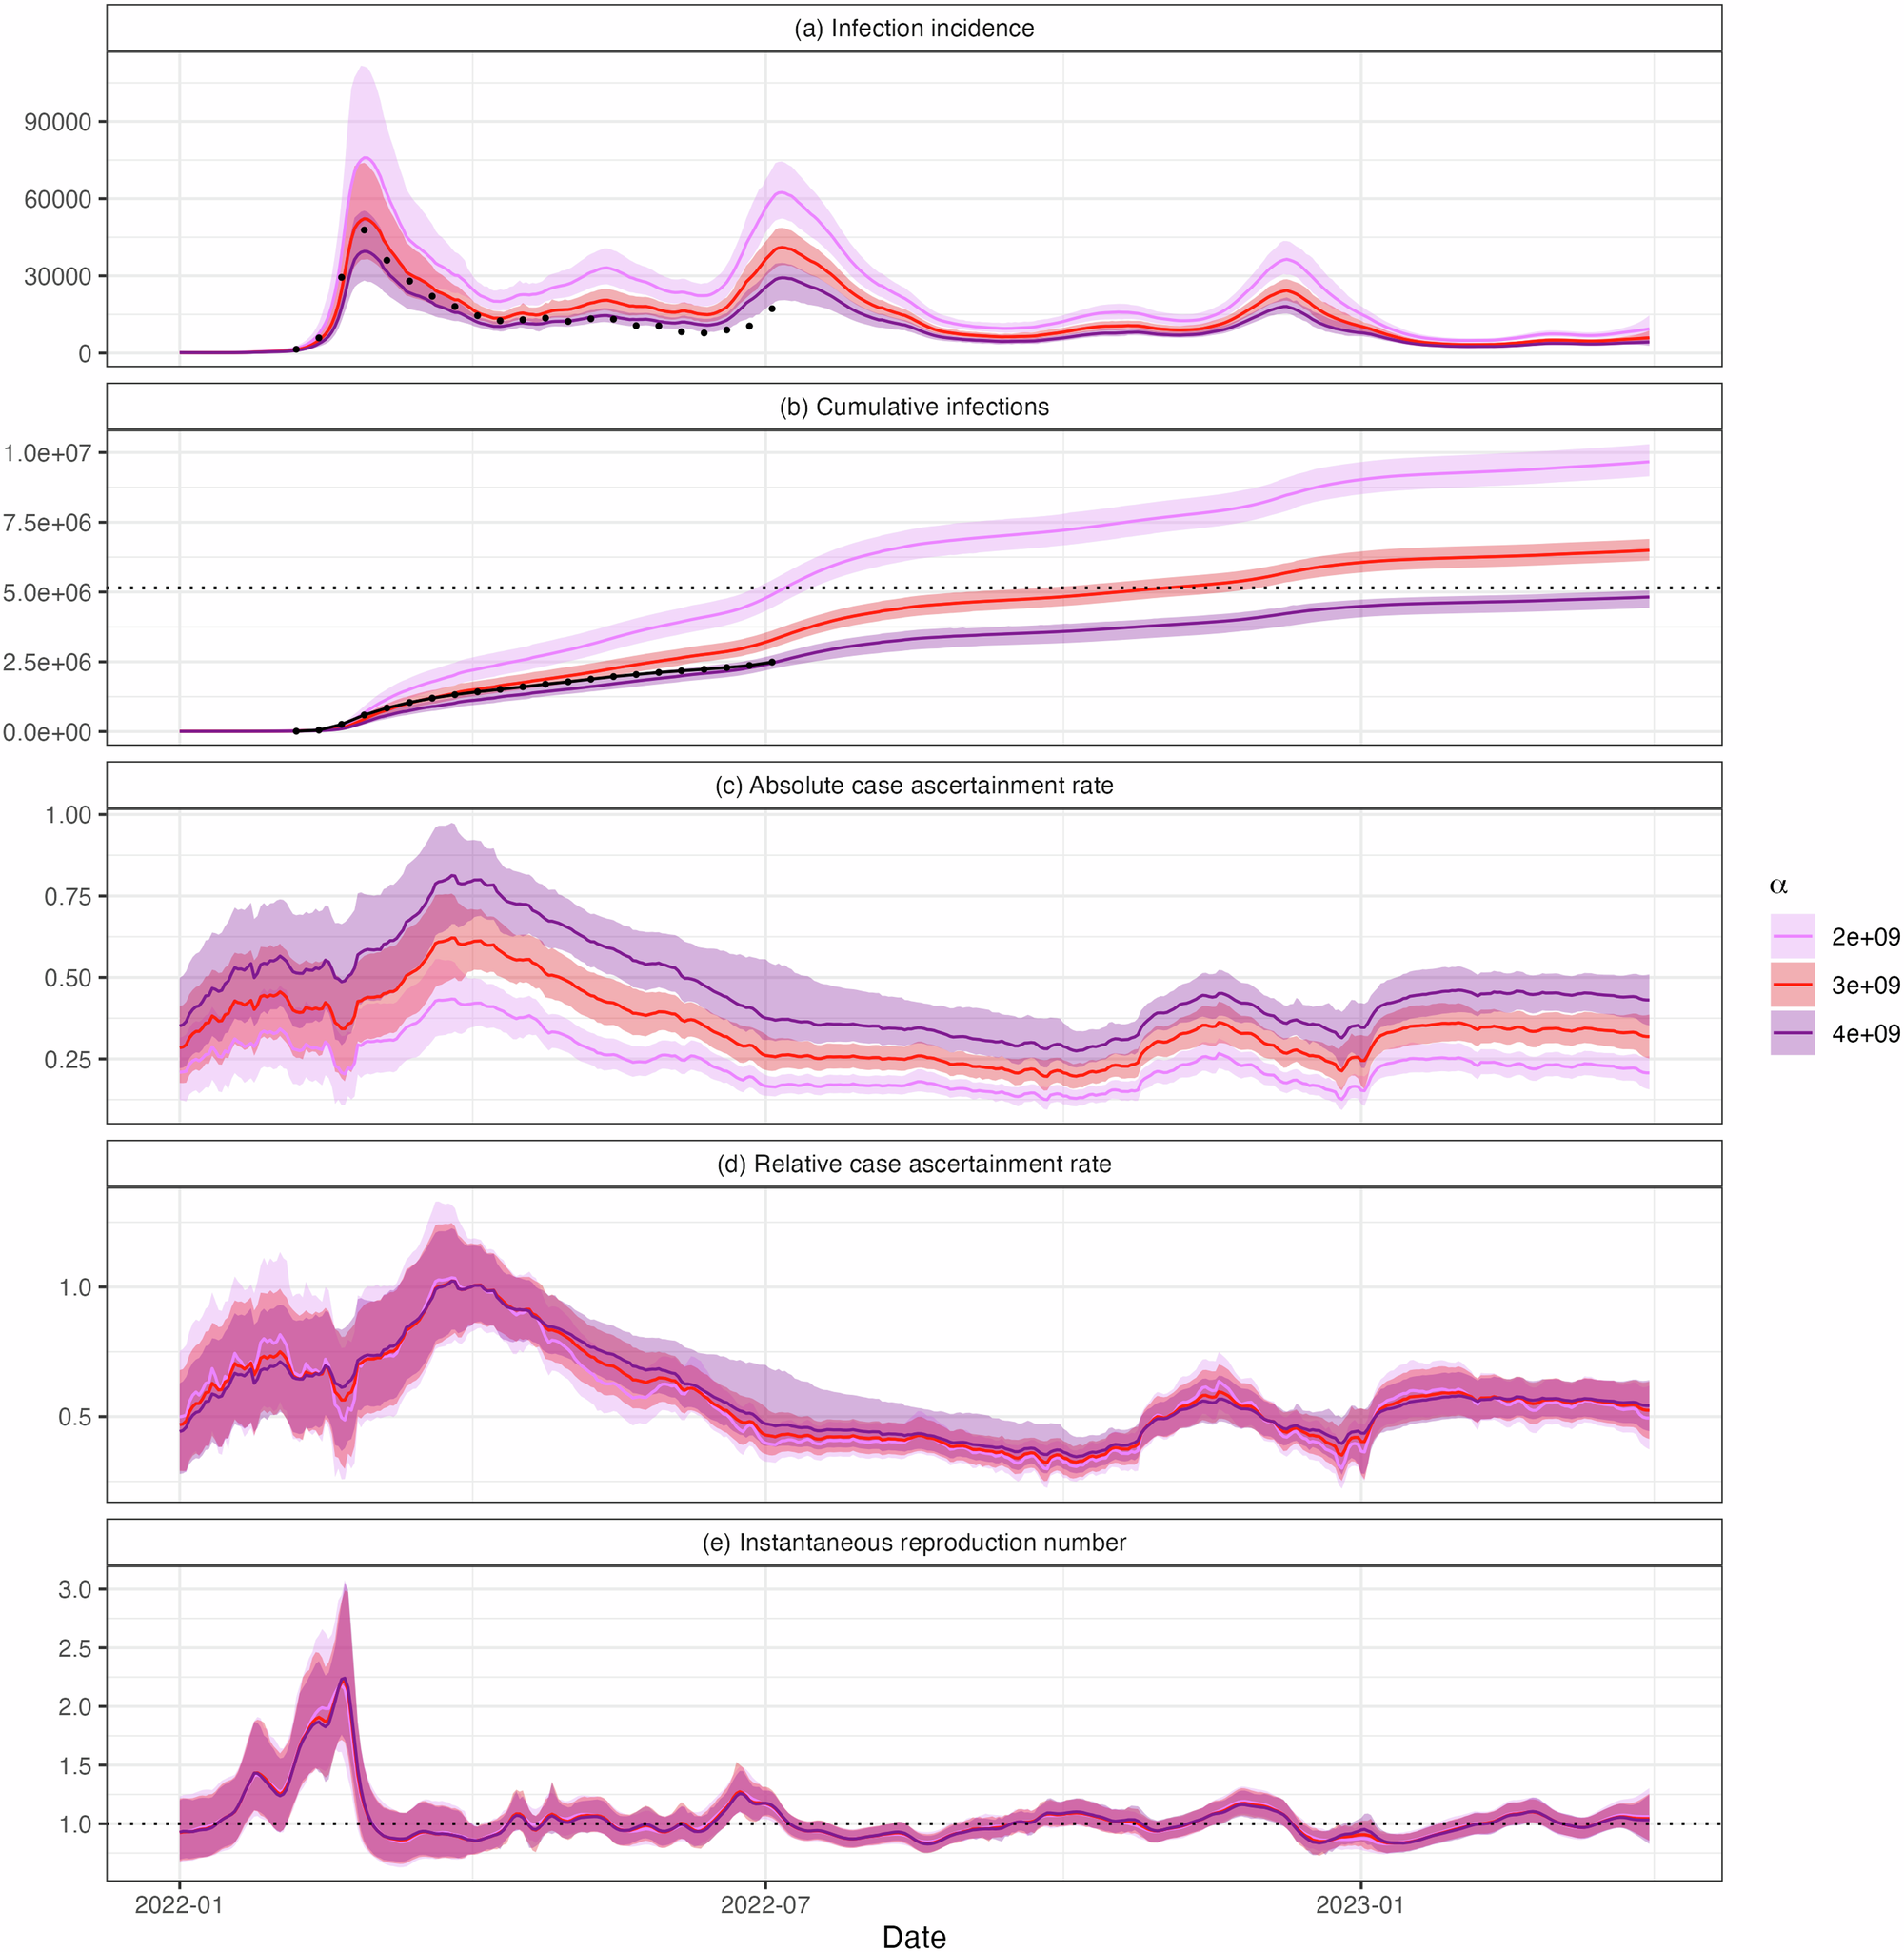 (a) Infection incidence
90000
60000
30000
0
(b) Cumulative infections
1.0e+07
7.5e+06
5.0e+06
2.5e+06
0.0e+00
(c) Absolute case ascertainment rate
1.00
0.75
0.50
0.25
(d) Relative case ascertainment rate
1.0
0.5
(e) Instantaneous reproduction number
3.0
2.5
2.0
1.5
1.0
2022-01 2022-07 2023-01
Date
α
2e+09
3e+09
4e+09